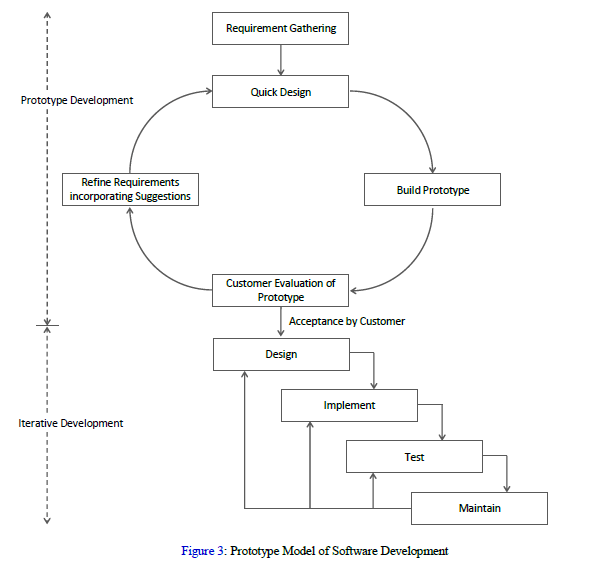 Requirement Gathering
Prototype Development
Quick Design
Refine Requirements
incorporating Suggestions
Build Prototype
Customer Evaluation of
Prototype
Acceptance by Customer
Design
Implement
Iterative Development
Test
Maintain
Figure 3: Prototype Model of Software Development